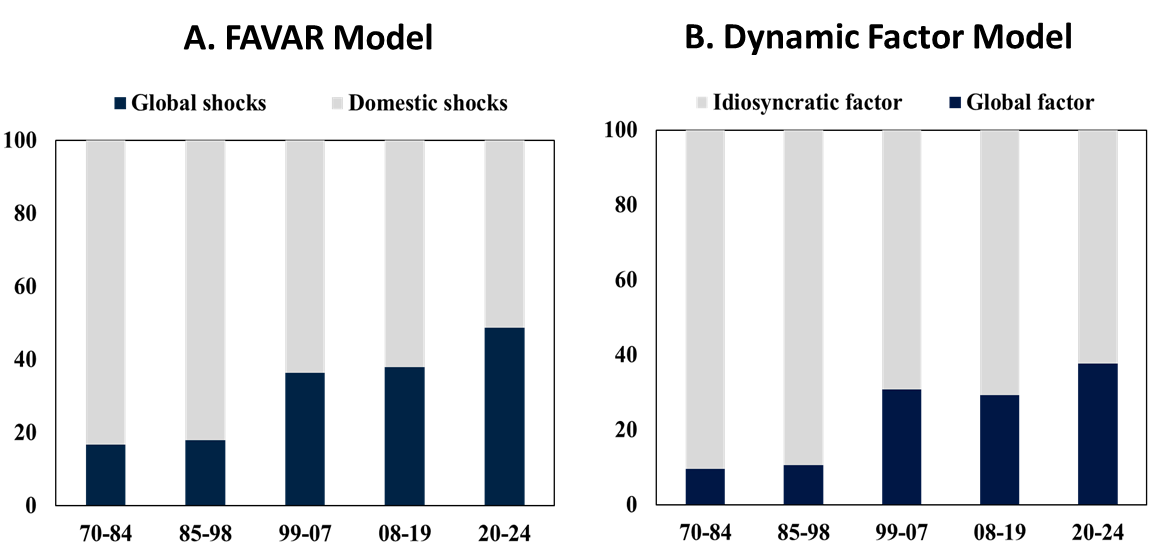 A. FAVAR Model
Global shocks Domestic shocks
100
80
60
40
20
0
70-84 85-98 99-07 08-19 20-24
B. Dynamic Factor Model
Idiosyncratic factor Global factor
100
80
60
40
20
0
70-84 85-98 99-07 08-19 20-24